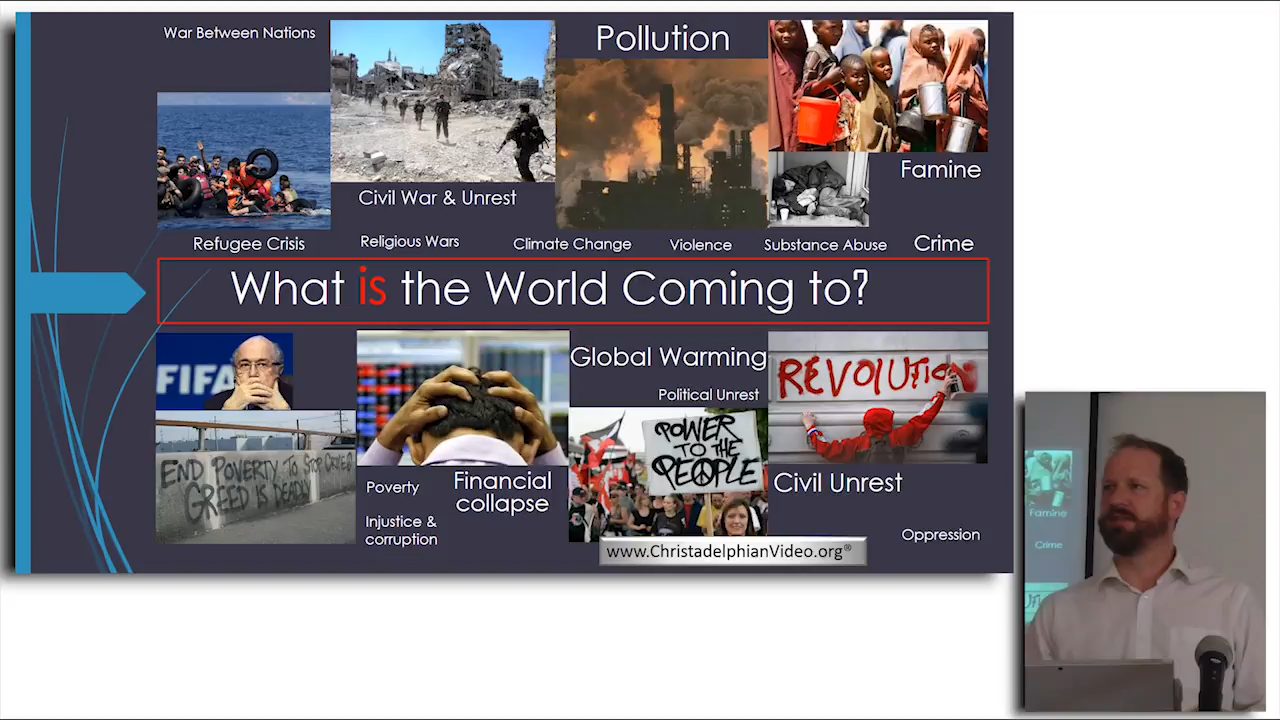 War Between Nations
Pollution
Civil War & Unrest
Famine
Refugee Crisis
Religious Wars
Climate Change
Violence
Substance Abuse
Crime
What is the World Coming to?
FIFA
Global Warming
Political Unrest
REVOLUTION
POWER
TO THE
PEOPLE
END POVERTY TO STOP CRIME
GREED IS DEADLY
Poverty
Financial
collapse
Civil Unrest
Injustice &
corruption
Oppression
www.ChristadelphianVideo.org®
Famine
Crime